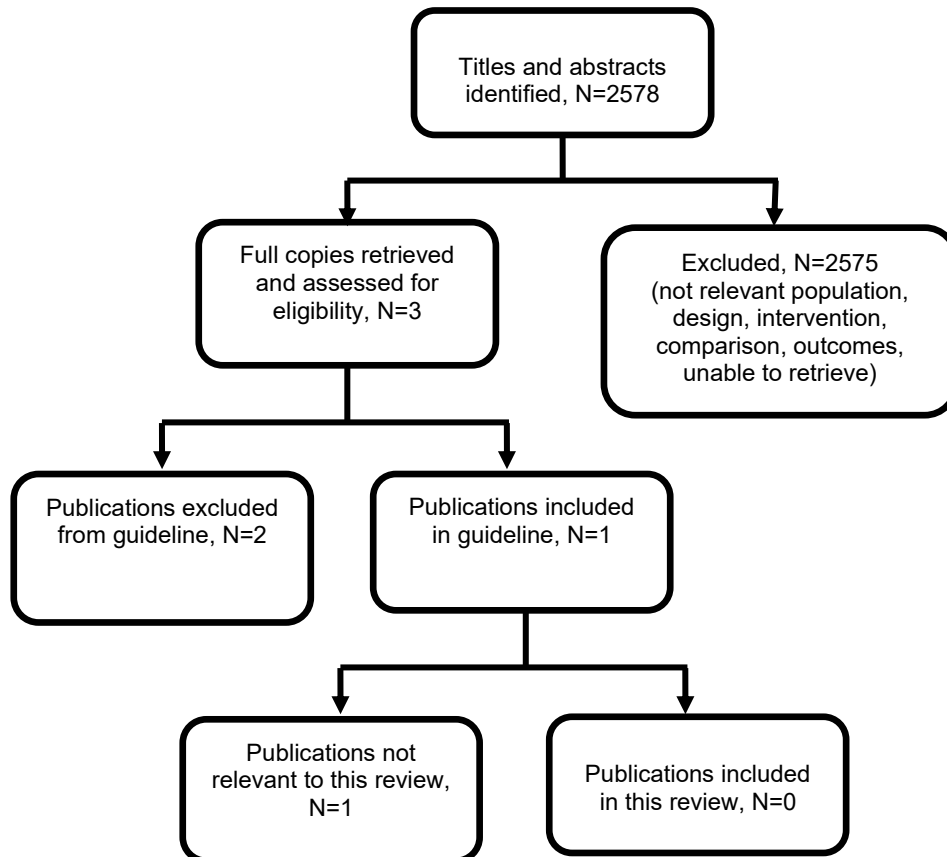 Titles and abstracts
identified, N=2578
Full copies retrieved
and assessed for
eligibility, N=3
Excluded, N=2575
(not relevant population,
design, intervention,
comparison, outcomes,
unable to retrieve)
Publications excluded
from guideline, N=2
Publications included
in guideline, N=1
Publications not
relevant to this review,
N=1
Publications included
in this review, N=0